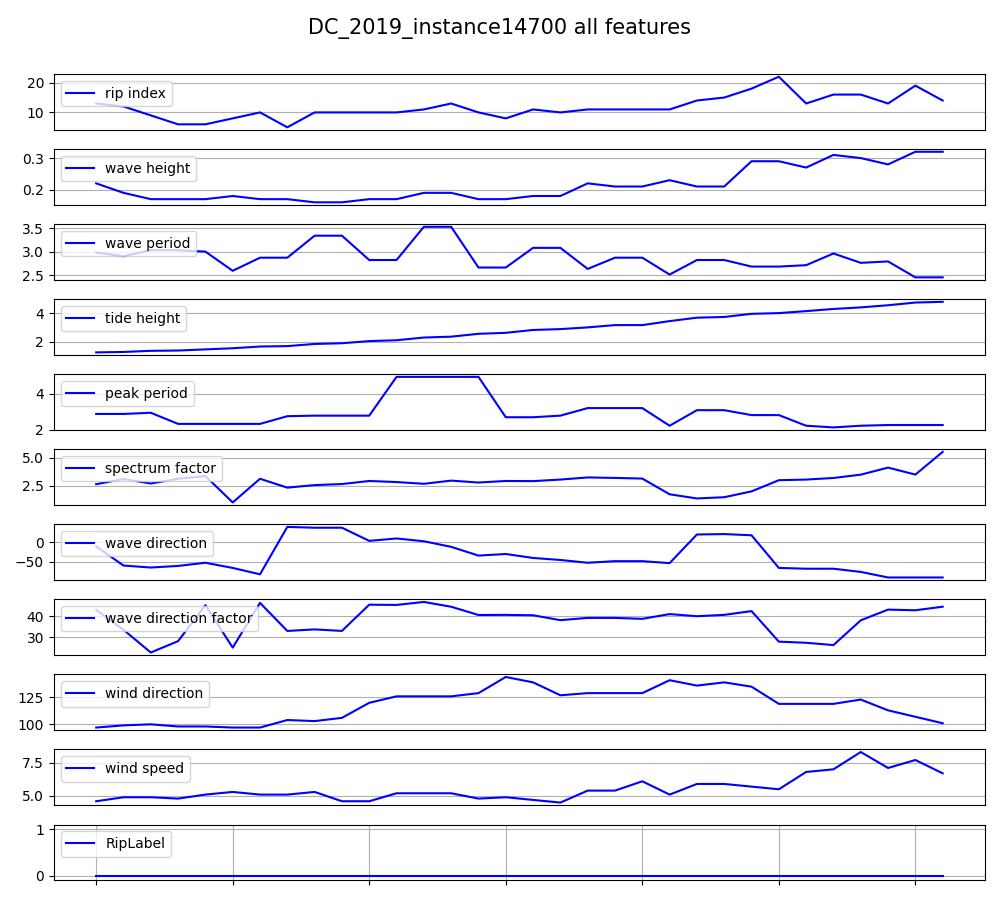 DC_2019_instance14700 all features
20
10
rip index
0.3
0.2
wave height
3.5
3.0
2.5
wave period
4
2
tide height
4
2
peak period
5.0
2.5
spectrum factor
0
−50
wave direction
40
30
wave direction factor
125
100
wind direction
7.5
5.0
wind speed
1
0
RipLabel